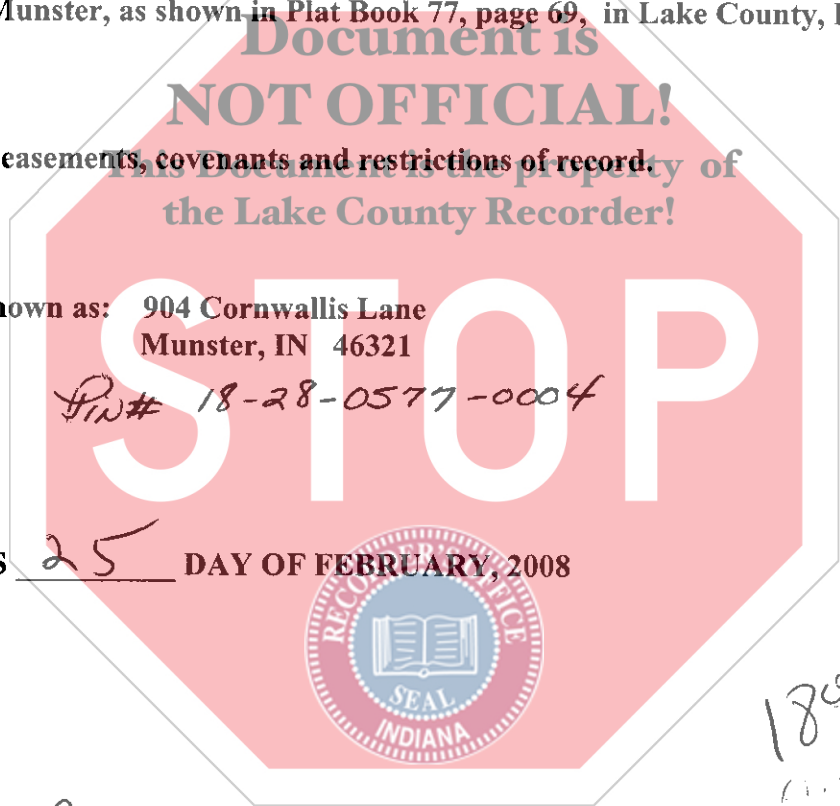 Munster, as shown in Plat Book 77, page 69, in Lake County,
Document is
NOT OFFICIAL!
easements, covenants and restrictions of record.
This Document is the property of
the Lake County Recorder!
STOP
nown as: 904 Cornwallis Lane
Munster, IN 46321
PIN# 18-28-0577-0004
S 25 DAY OF FEBRUARY, 2008
RECORDER'S OFFICE
SEAL
INDIANA
18